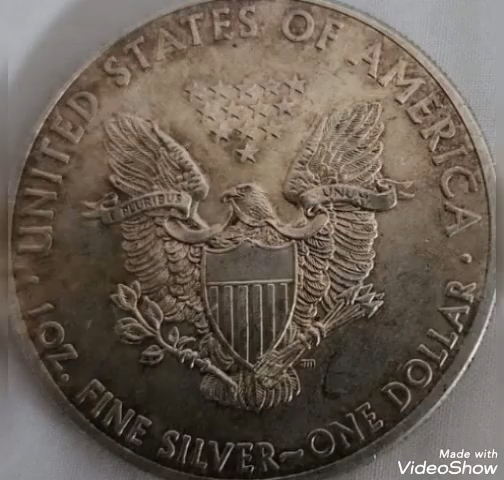 UNITED STATES OF AMERICA
E PLURIBUS UNUM
· 1 OZ. FINE SILVER~ONE DOLLAR ·
Made with
VideoShow